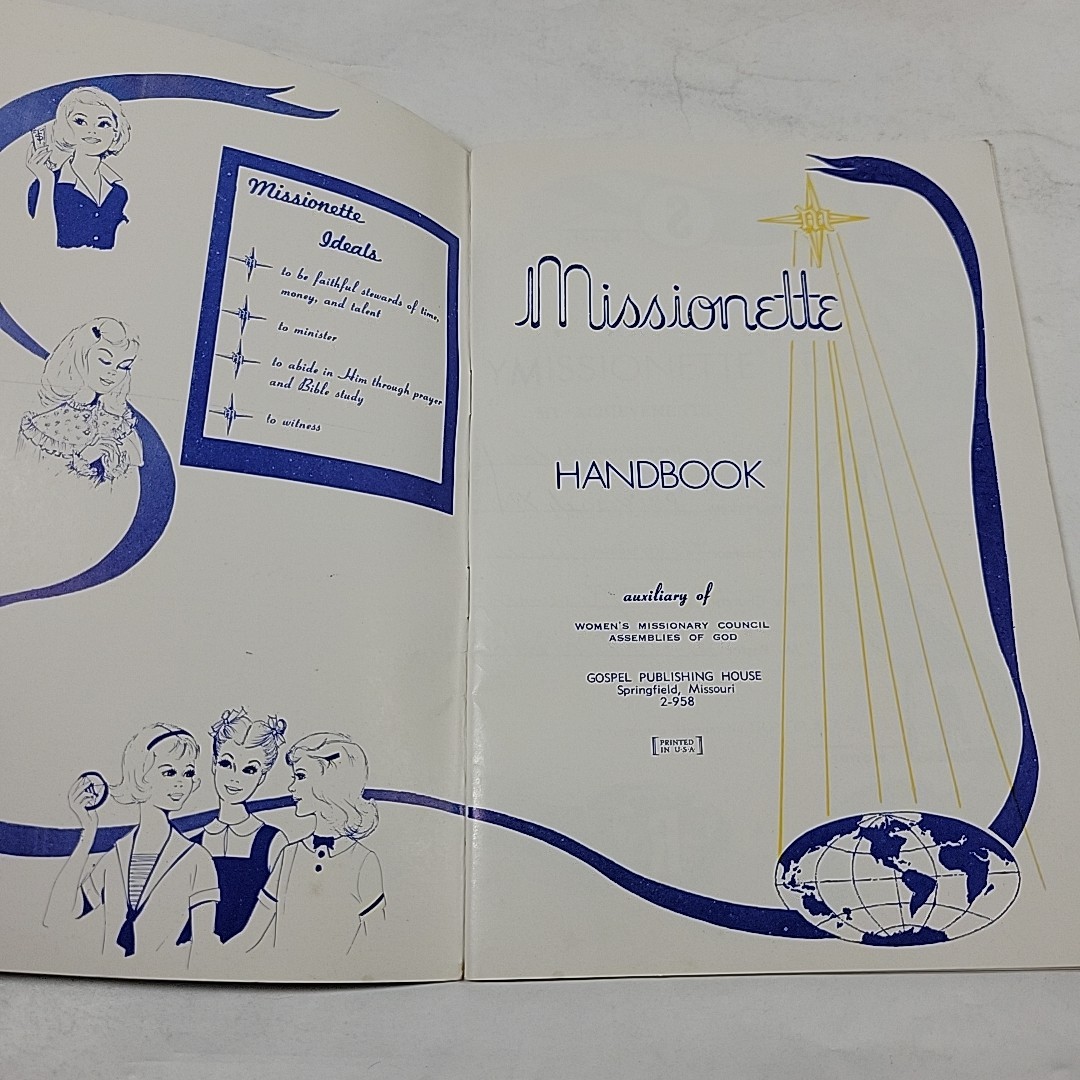 Missionette
Ideals
to be faithful stewards of time,
money, and talent
to minister
to abide in Him through prayer
and Bible study
to witness
Missionette
HANDBOOK
auxiliary of
WOMEN'S MISSIONARY COUNCIL
ASSEMBLIES OF GOD
GOSPEL PUBLISHING HOUSE
Springfield, Missouri
2-958
[PRINTED
IN U·S·A]